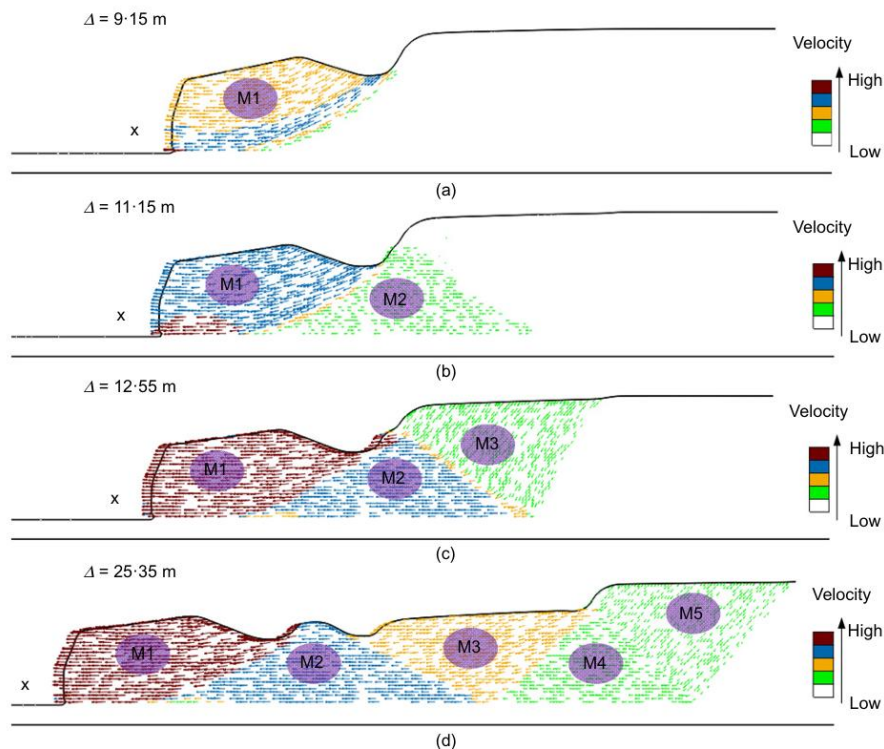 Δ = 9·15 m
Velocity
High
M1
x
Low
(a)
Δ = 11·15 m
Velocity
High
M1
M2
x
Low
(b)
Δ = 12·55 m
Velocity
M3
High
M1
M2
x
Low
(c)
Δ = 25·35 m
Velocity
M5
High
M1
M2
M3
M4
x
Low
(d)